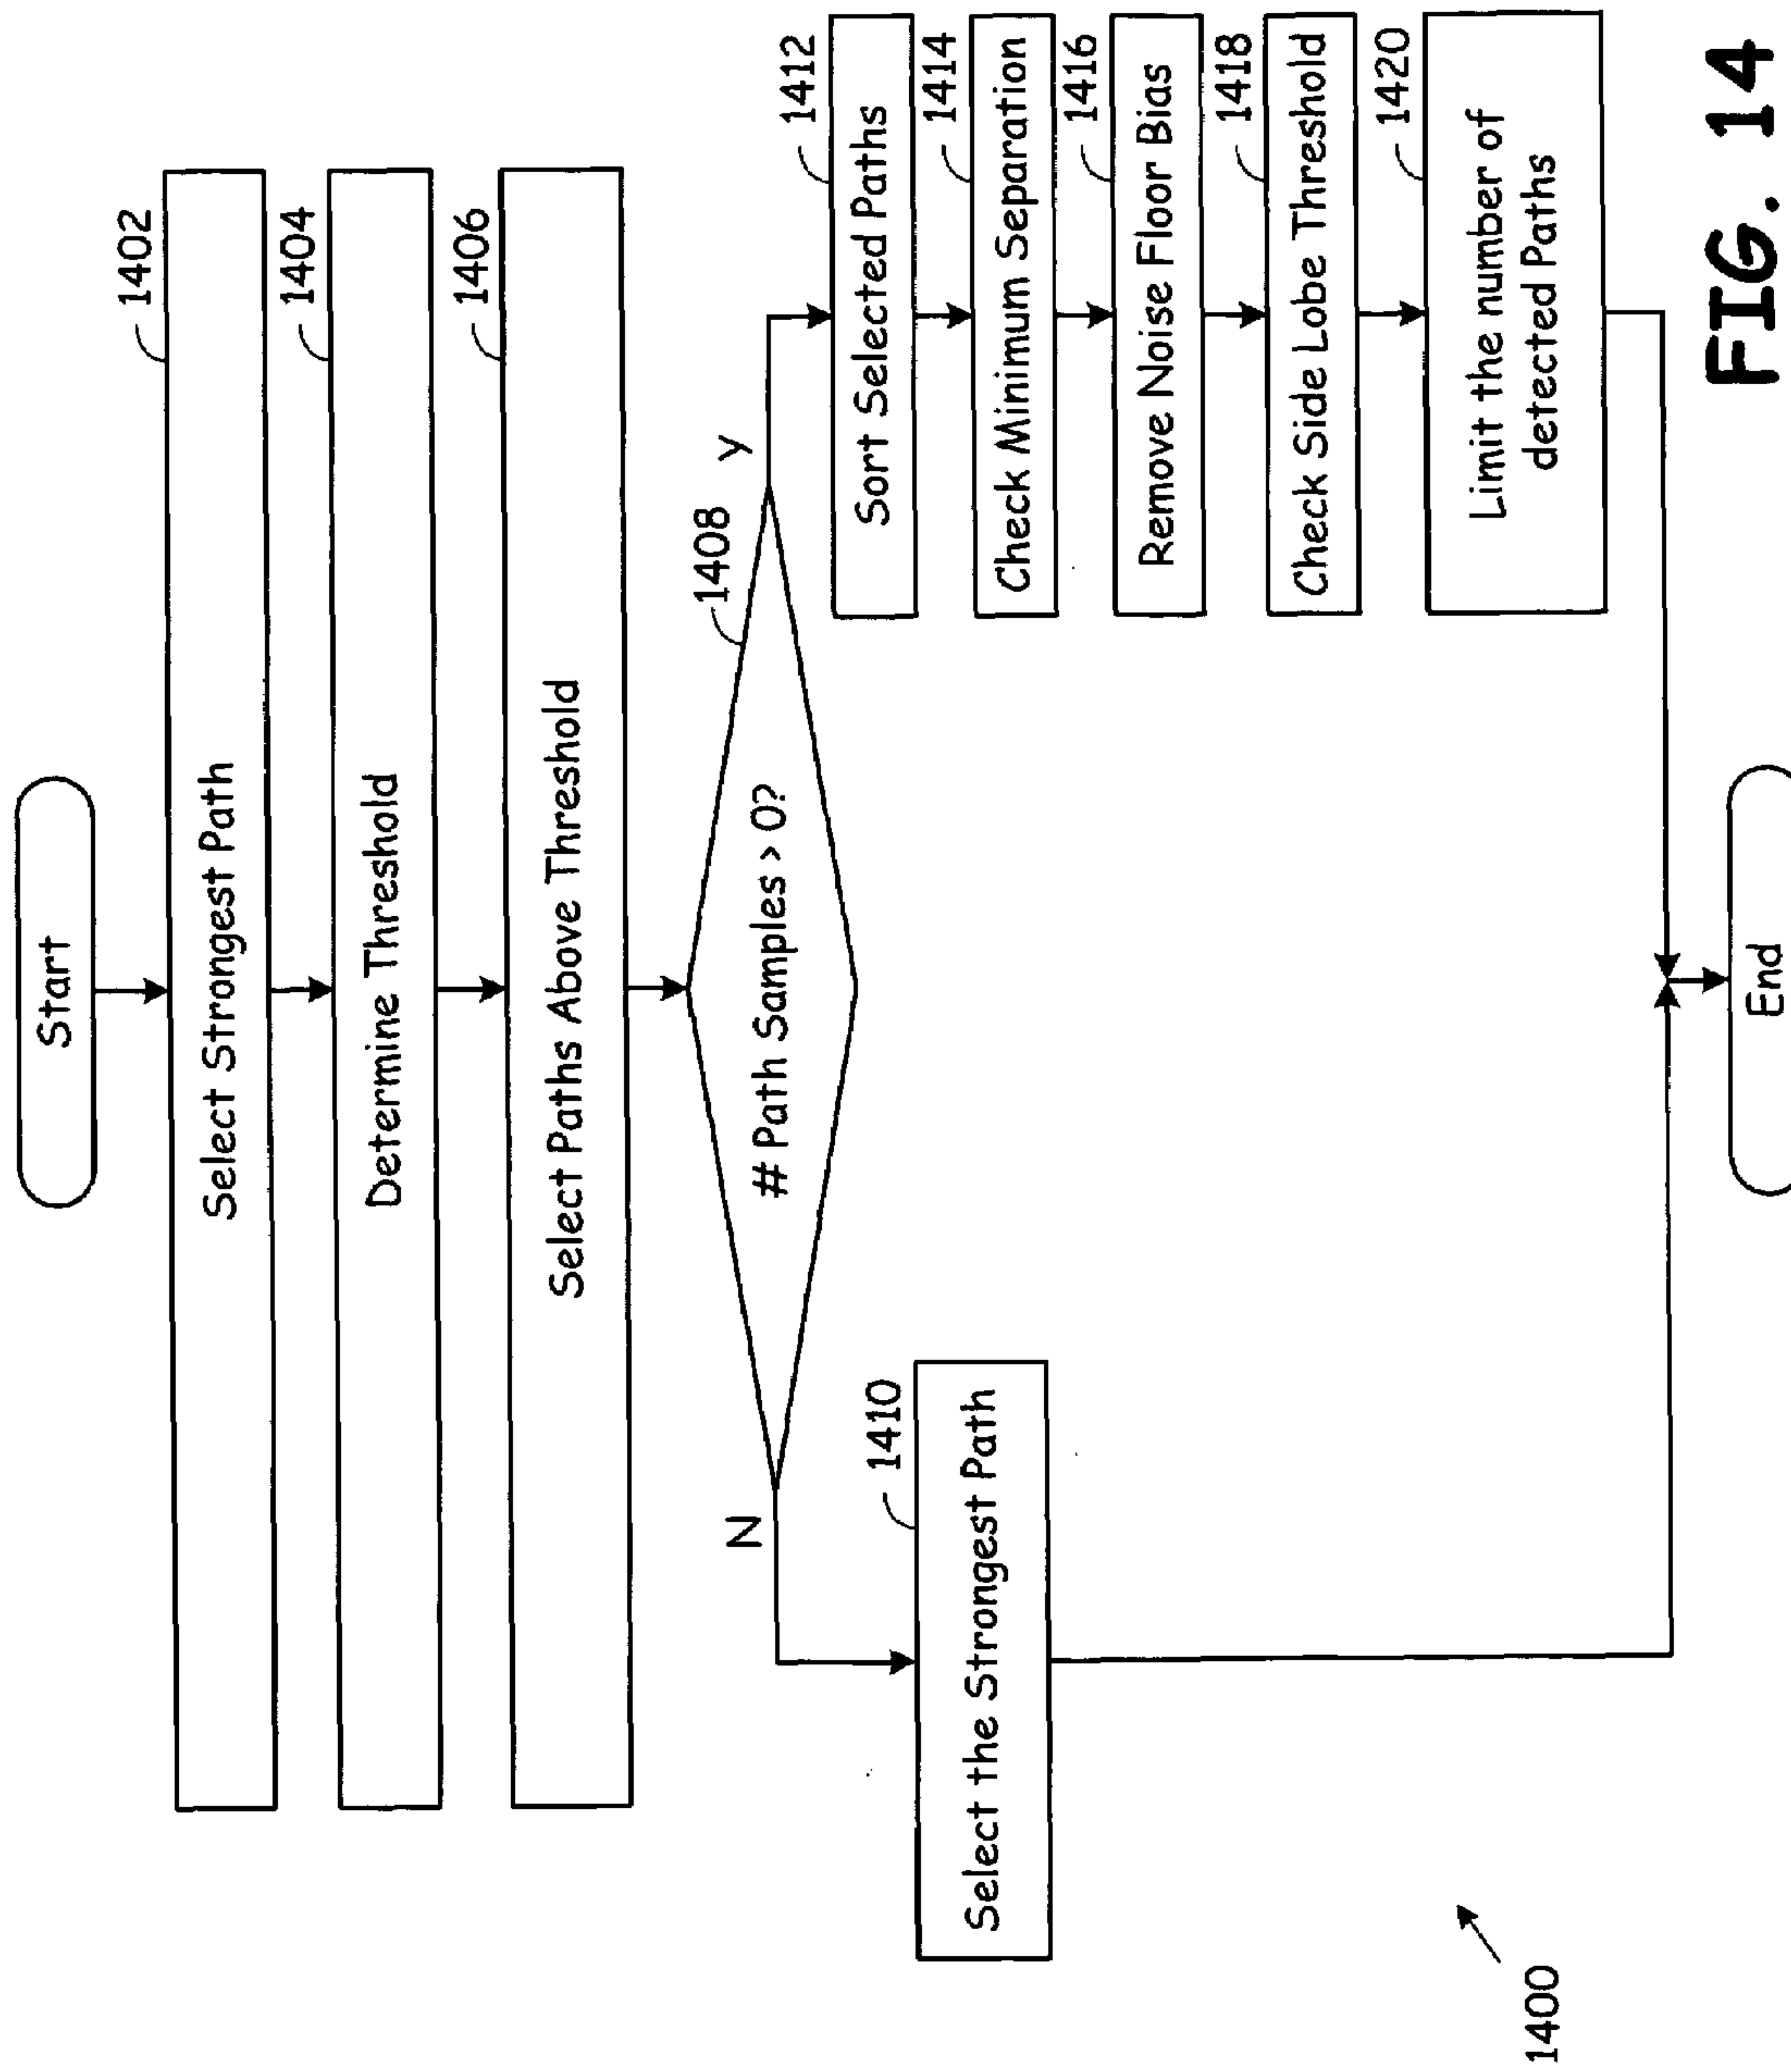 Start
1402
Select Strongest Path
1404
Determine Threshold
1406
Select Paths Above Threshold
1408
# Path Samples > 0?
N
Y
1410
Select the Strongest Path
1412
Sort Selected Paths
1414
Check Minimum Separation
1416
Remove Noise Floor Bias
1418
Check Side Lobe Threshold
1420
Limit the number of
detected Paths
End
1400
FIG. 14